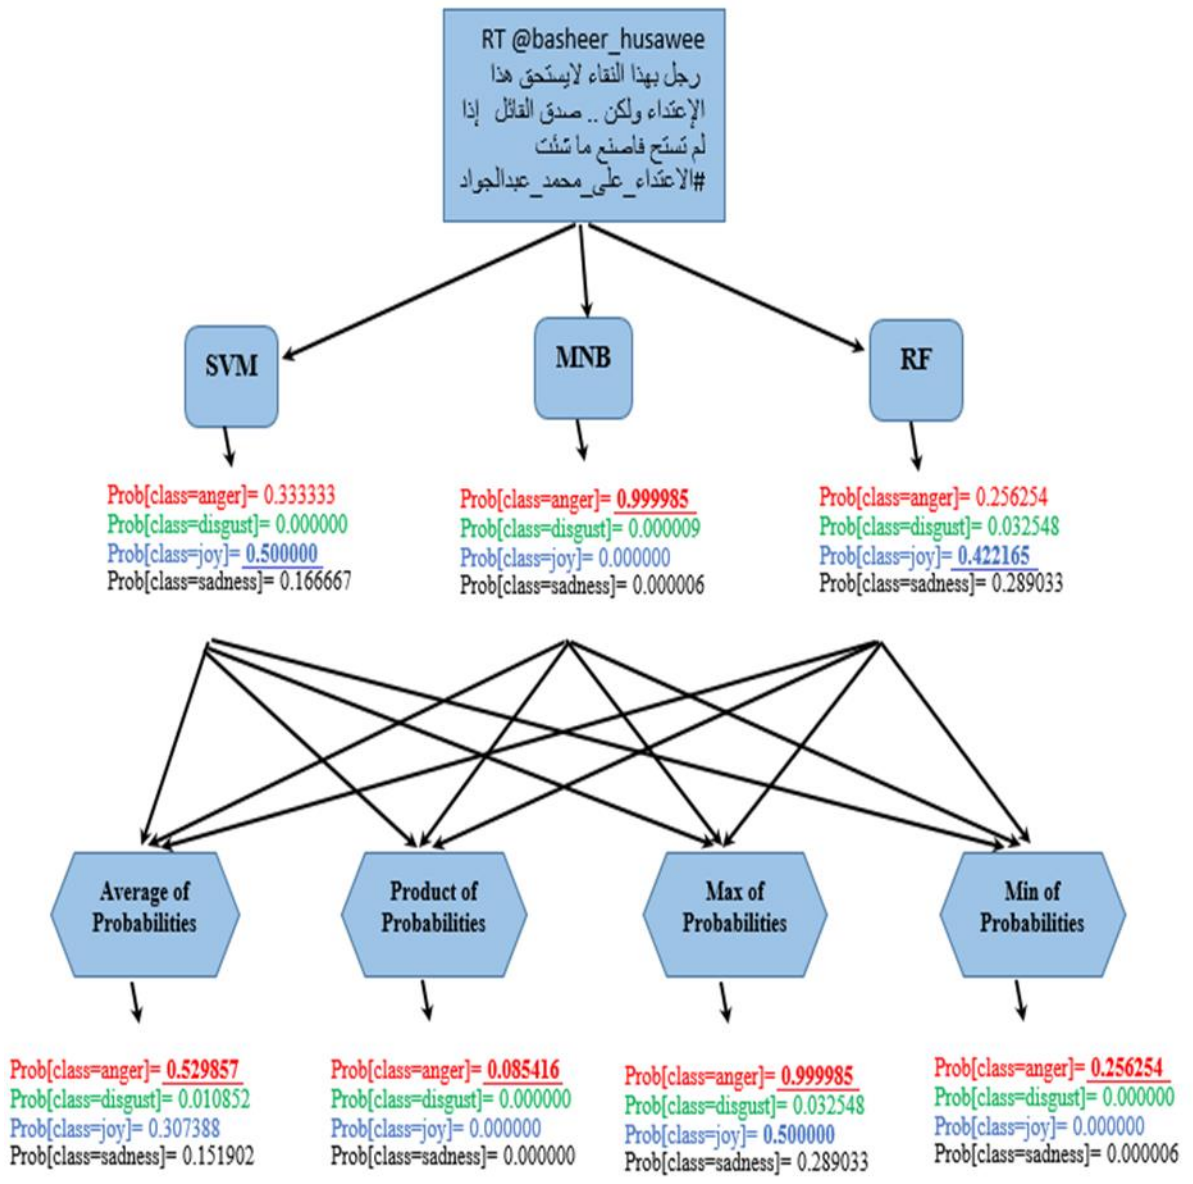 RT @basheer_husawee
رجل بهذا النقاء لايستحق هذا
الإعتداء ولكن .. صدق القائل إذا
لم تستح فاصنع ما شئت
#الاعتداء_على_محمد_عبدالجواد
SVM
MNB
RF
Prob[class=anger]= 0.333333
Prob[class=disgust]= 0.000000
Prob[class=joy]= 0.500000
Prob[class=sadness]= 0.166667
Prob[class=anger]= 0.999985
Prob[class=disgust]= 0.000009
Prob[class=joy]= 0.000000
Prob[class=sadness]= 0.000006
Prob[class=anger]= 0.256254
Prob[class=disgust]= 0.032548
Prob[class=joy]= 0.422165
Prob[class=sadness]= 0.289033
Average of
Probabilities
Product of
Probabilities
Max of
Probabilities
Min of
Probabilities
Prob[class=anger]= 0.529857
Prob[class=disgust]= 0.010852
Prob[class=joy]= 0.307388
Prob[class=sadness]= 0.151902
Prob[class=anger]= 0.085416
Prob[class=disgust]= 0.000000
Prob[class=joy]= 0.000000
Prob[class=sadness]= 0.000000
Prob[class=anger]= 0.999985
Prob[class=disgust]= 0.032548
Prob[class=joy]= 0.500000
Prob[class=sadness]= 0.289033
Prob[class=anger]= 0.256254
Prob[class=disgust]= 0.000000
Prob[class=joy]= 0.000000
Prob[class=sadness]= 0.000006